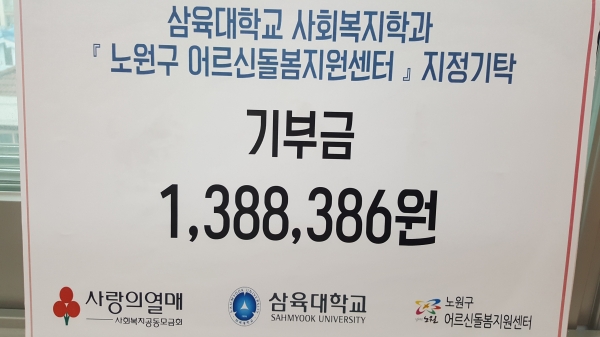 삼육대학교 사회복지학과
『 노원구 어르신돌봄지원센터 』 지정기탁
기부금
1,388,386원
사랑의열매
사회복지공동모금회
삼육대학교
SAHMYOOK UNIVERSITY
노원
노원구
어르신돌봄지원센터